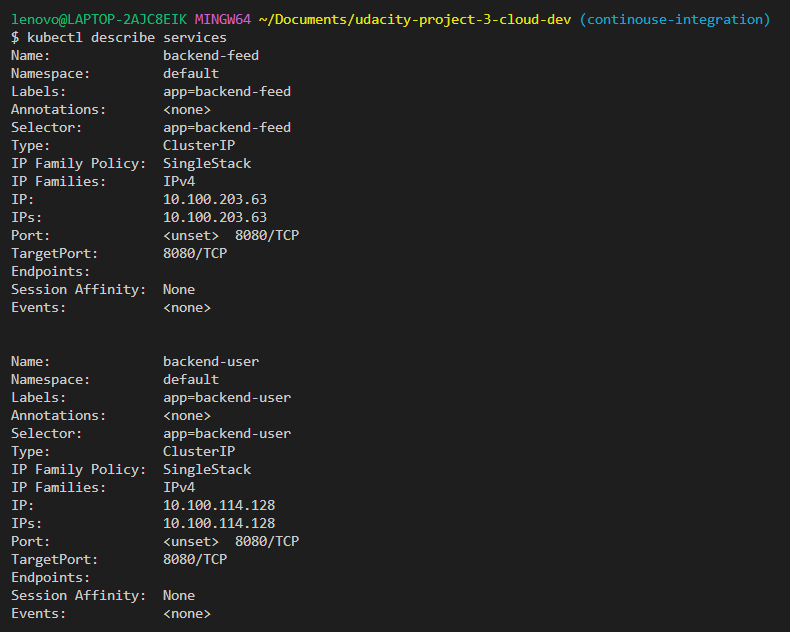 lenovo@LAPTOP-2AJC8EIK MINGW64 ~/Documents/udacity-project-3-cloud-dev (continouse-integration)
$ kubectl describe services
Name:              backend-feed
Namespace:         default
Labels:            app=backend-feed
Annotations:       <none>
Selector:          app=backend-feed
Type:              ClusterIP
IP Family Policy:  SingleStack
IP Families:       IPv4
IP:                10.100.203.63
IPs:               10.100.203.63
Port:              <unset>  8080/TCP
TargetPort:        8080/TCP
Endpoints:
Session Affinity:  None
Events:            <none>

Name:              backend-user
Namespace:         default
Labels:            app=backend-user
Annotations:       <none>
Selector:          app=backend-user
Type:              ClusterIP
IP Family Policy:  SingleStack
IP Families:       IPv4
IP:                10.100.114.128
IPs:               10.100.114.128
Port:              <unset>  8080/TCP
TargetPort:        8080/TCP
Endpoints:
Session Affinity:  None
Events:            <none>